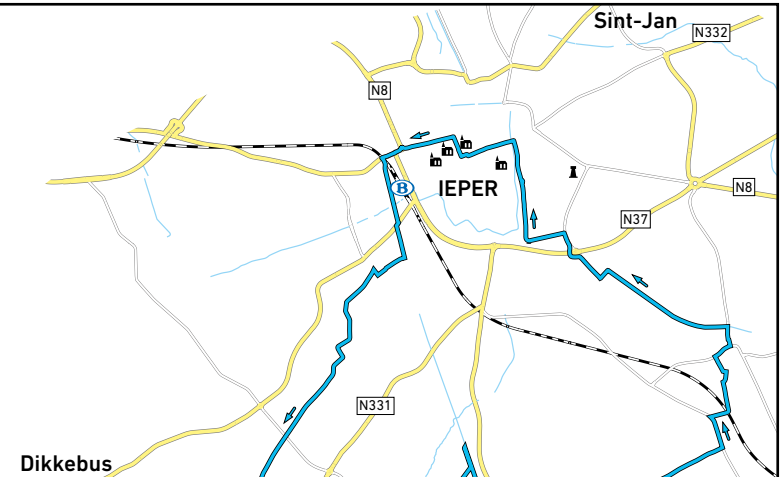 Sint-Jan
N332
N8
B
IEPER
N8
N37
N331
Dikkebus